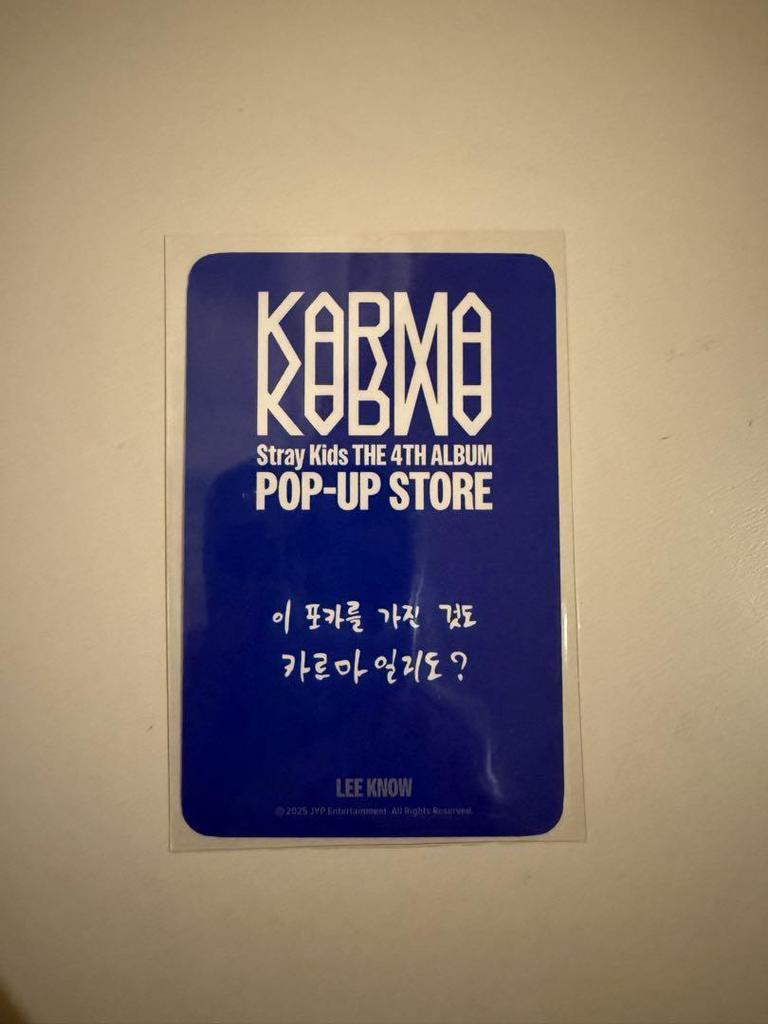 KARMA
Stray Kids THE 4TH ALBUM
POP-UP STORE
이 포카를 가진 것도
카르마 일리도?
LEE KNOW
© 2025 JYP Entertainment. All Rights Reserved.